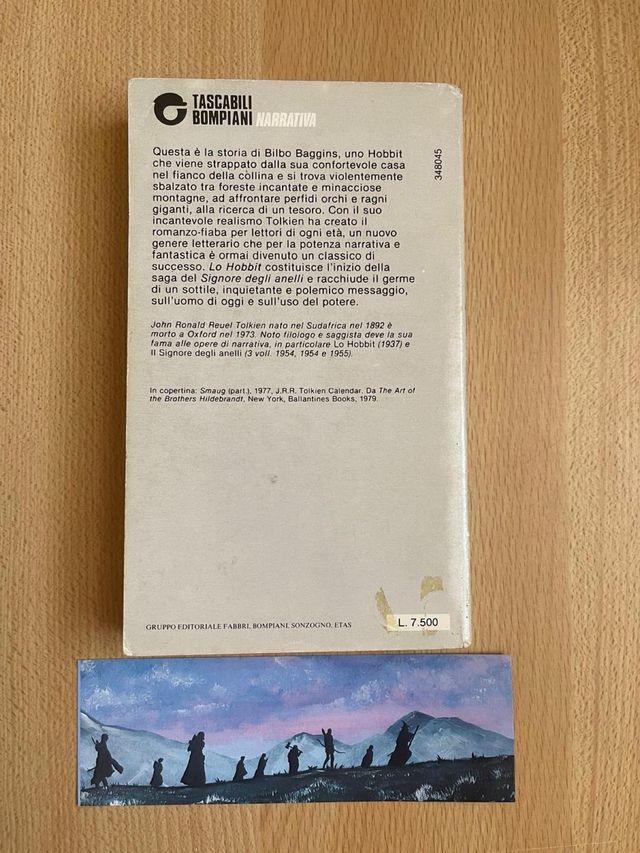 TASCABILI
BOMPIANI NARRATIVA
348045
Questa è la storia di Bilbo Baggins, uno Hobbit
che viene strappato dalla sua confortevole casa
nel fianco della collina e si trova violentemente
sbalzato tra foreste incantate e minacciose
montagne, ad affrontare perfidi orchi e ragni
giganti, alla ricerca di un tesoro. Con il suo
incantevole realismo Tolkien ha creato il
romanzo-fiaba per lettori di ogni età, un nuovo
genere letterario che per la potenza narrativa e
fantastica è ormai divenuto un classico di
successo. Lo Hobbit costituisce l'inizio della
saga del Signore degli anelli e racchiude il germe
di un sottile, inquietante e polemico messaggio,
sull'uomo di oggi e sull'uso del potere.
John Ronald Reuel Tolkien nato nel Sudafrica nel 1892 è
morto a Oxford nel 1973. Noto filologo e saggista deve la sua
fama alle opere di narrativa, in particolare Lo Hobbit (1937) e
Il Signore degli anelli (3 voll. 1954, 1954 e 1955).
In copertina: Smaug (part.), 1977, J.R.R. Tolkien Calendar. Da The Art of
the Brothers Hildebrandt, New York, Ballantines Books, 1979.
GRUPPO EDITORIALE FABBRI, BOMPIANI, SONZOGNO, ETAS
L. 7.500